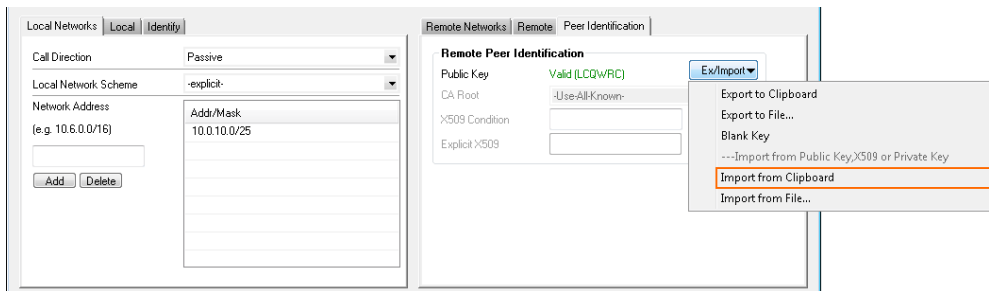 Local Networks Local Identify
Call Direction Passive
Local Network Scheme -explicit-
Network Address
(e.g. 10.6.0.0/16)
Add Delete
Addr/Mask
10.0.10.0/25
Remote Networks Remote Peer Identification
Remote Peer Identification
Public Key Valid (LCQWRC) Ex/Import
CA Root -Use-All-Known-
X509 Condition
Explicit X509
Export to Clipboard
Export to File...
Blank Key
---Import from Public Key,X509 or Private Key
Import from Clipboard
Import from File...